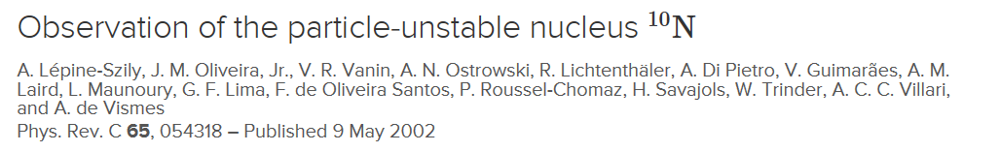 Observation of the particle-unstable nucleus ¹⁰N
A. Lépine-Szily, J. M. Oliveira, Jr., V. R. Vanin, A. N. Ostrowski, R. Lichtenthäler, A. Di Pietro, V. Guimarães, A. M.
Laird, L. Maunoury, G. F. Lima, F. de Oliveira Santos, P. Roussel-Chomaz, H. Savajols, W. Trinder, A. C. C. Villari,
and A. de Vismes
Phys. Rev. C 65, 054318 – Published 9 May 2002